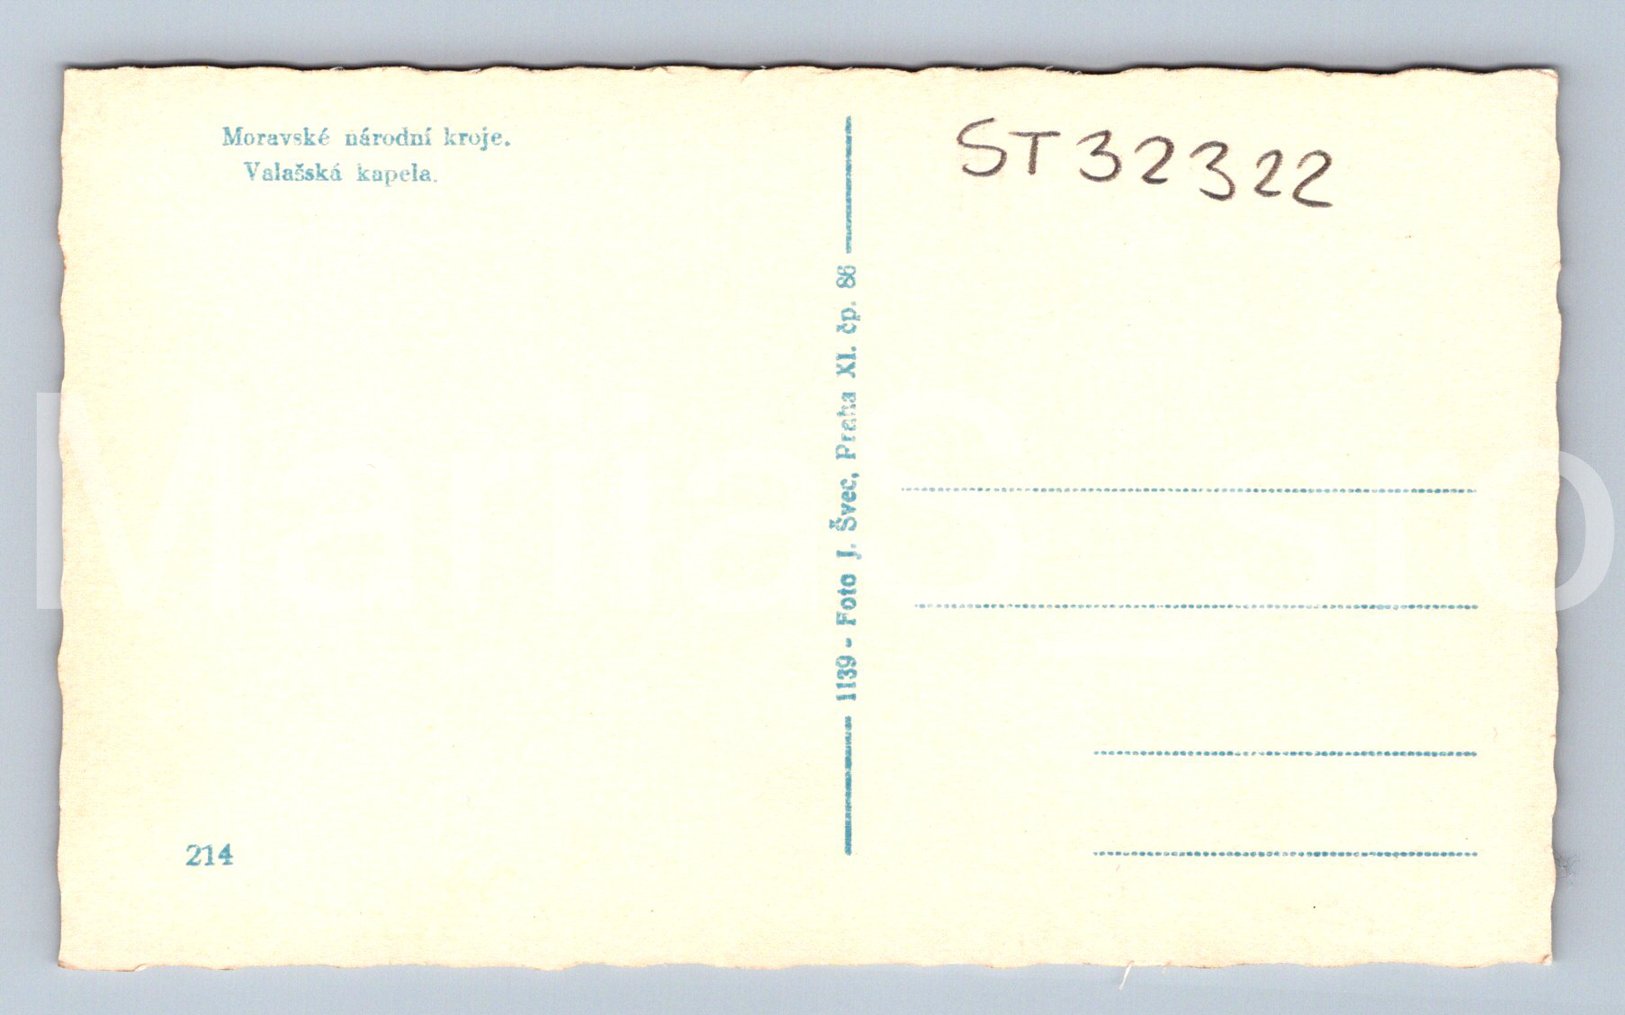 Moravské národní kroje.
Valašská kapela.
ST32322
1139 - Foto J. Švec, Praha XI. čp. 86
214